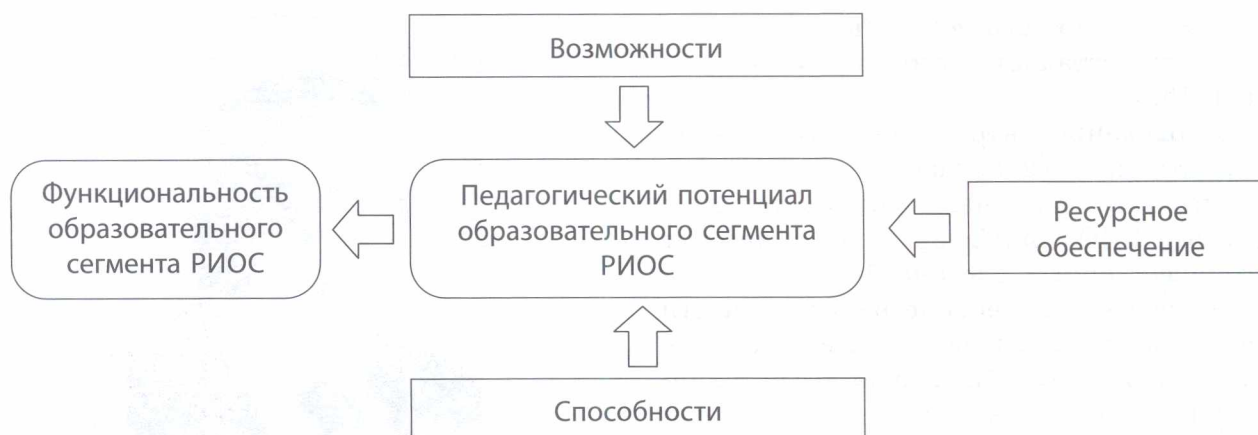 Возможности
Функциональность
образовательного
сегмента РИОС
Педагогический потенциал
образовательного сегмента
РИОС
Ресурсное
обеспечение
Способности